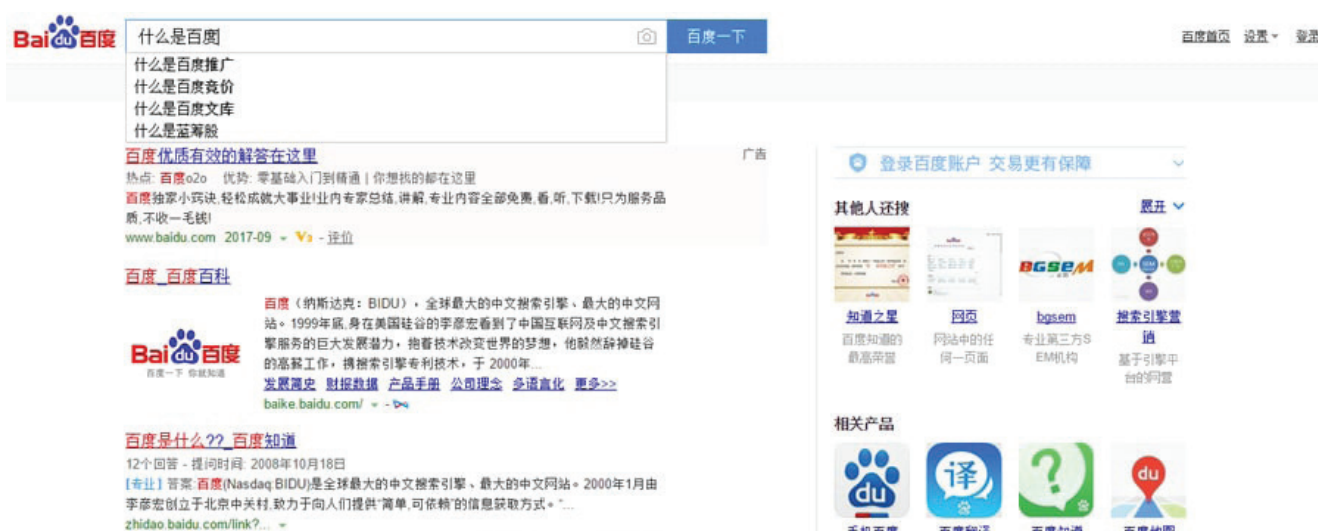 Bai du 百度
什么是百度
百度一下
百度首页 设置 登录
什么是百度推广
什么是百度竞价
什么是百度文库
什么是蓝筹股
百度优质有效的解答在这里
广告
热点: 百度o2o 优势: 零基础入门到精通 | 你想找的都在这里
百度独家小窍诀,轻松成就大事业!业内专家总结,讲解,专业内容全部免费,看,听,下载!只为服务品
质,不收一毛钱!
www.baidu.com 2017-09 V3 - 评价
百度_百度百科
百度（纳斯达克：BIDU），全球最大的中文搜索引擎、最大的中文网
站。1999年底,身在美国硅谷的李彦宏看到了中国互联网及中文搜索引
擎服务的巨大发展潜力，抱着技术改变世界的梦想，他毅然辞掉硅谷
的高薪工作，携搜索引擎专利技术，于 2000年...
发展简史 财报数据 产品手册 公司理念 多语言化 更多>>
baike.baidu.com/ -
Bai du 百度
百度一下 你就知道
百度是什么??_百度知道
12个回答 - 提问时间: 2008年10月18日
[专业] 答案:百度(Nasdaq:BIDU)是全球最大的中文搜索引擎、最大的中文网站。2000年1月由
李彦宏创立于北京中关村,致力于向人们提供"简单,可依赖"的信息获取方式。"...
zhidao.baidu.com/link?...
登录百度账户 交易更有保障
其他人还搜
展开
BGSEM
知道之星
百度知道的
最高荣誉
网页
网站中的任
何一页面
bgsem
专业第三方S
EM机构
搜索引擎营
销
基于引擎平
台的网营
相关产品
du
译
?
du
手机百度 百度翻译 百度知道 百度地图